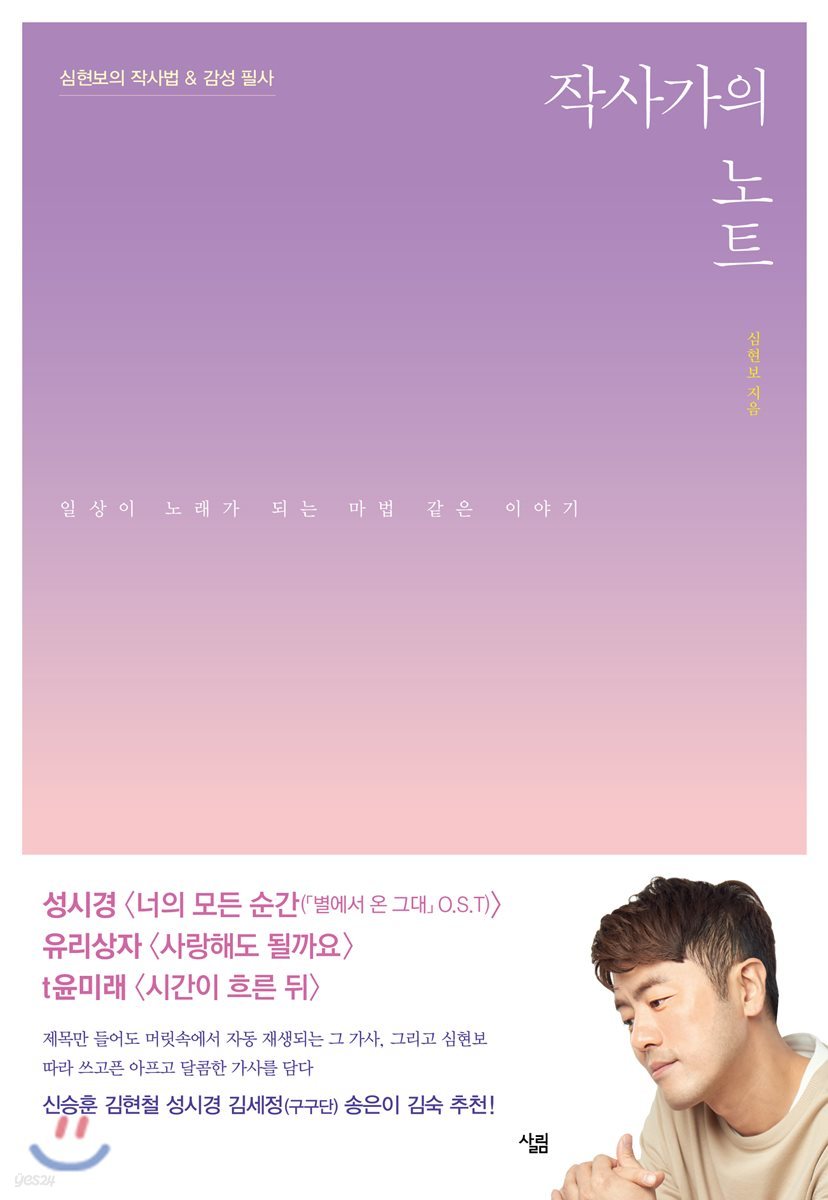 심현보의 작사법 & 감성 필사
작사가의
노
트
심현보 지음
일상이 노래가 되는 마법 같은 이야기
성시경 〈너의 모든 순간(「별에서 온 그대」 O.S.T)〉
유리상자 〈사랑해도 될까요〉
t윤미래 〈시간이 흐른 뒤〉
제목만 들어도 머릿속에서 자동 재생되는 그 가사, 그리고 심현보
따라 쓰고픈 아프고 달콤한 가사를 담다
신승훈 김현철 성시경 김세정(구구단) 송은이 김숙 추천!
살림
yes24